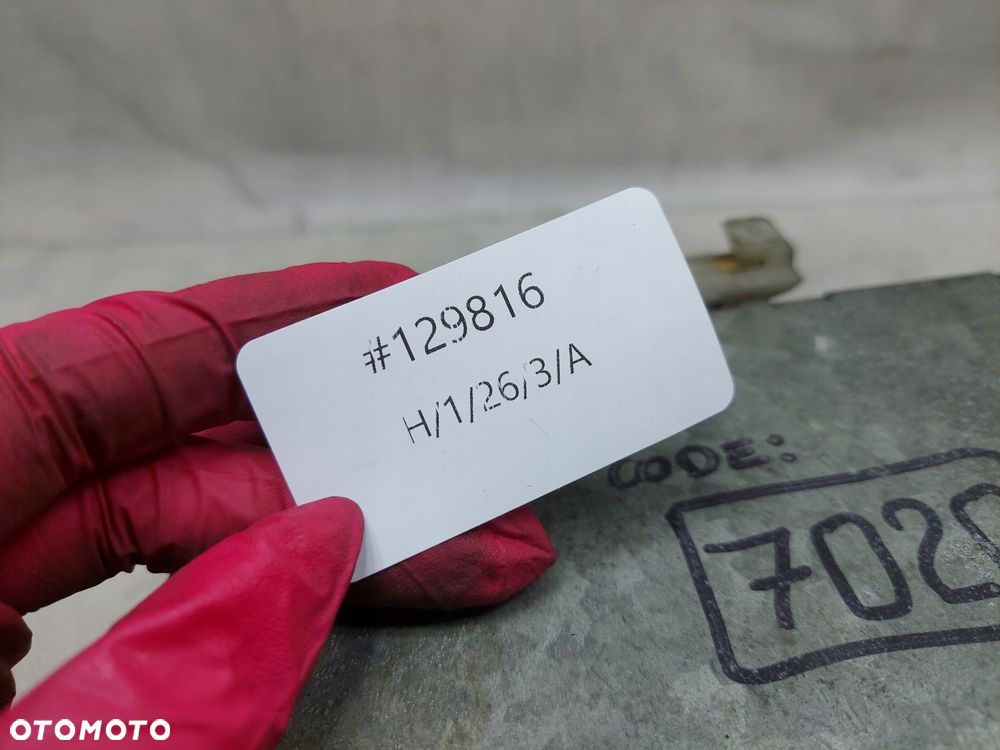 #129816
H/1/26/3/A
CODE:
702
OTOMOTO